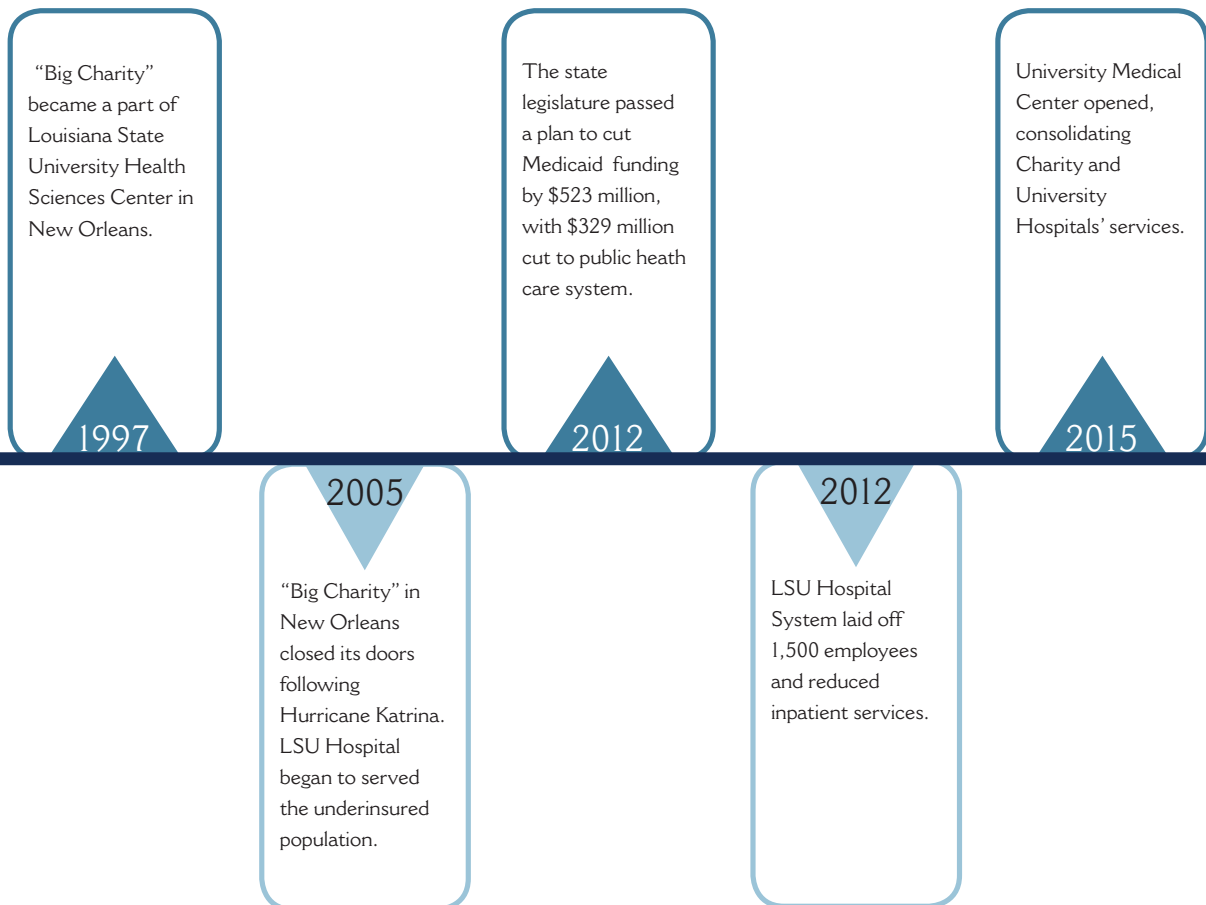 “Big Charity”
became a part of
Louisiana State
University Health
Sciences Center in
New Orleans.
1997
2005
“Big Charity” in
New Orleans
closed its doors
following
Hurricane Katrina.
LSU Hospital
began to served
the underinsured
population.
The state
legislature passed
a plan to cut
Medicaid funding
by $523 million,
with $329 million
cut to public heath
care system.
2012
2012
LSU Hospital
System laid off
1,500 employees
and reduced
inpatient services.
University Medical
Center opened,
consolidating
Charity and
University
Hospitals’ services.
2015